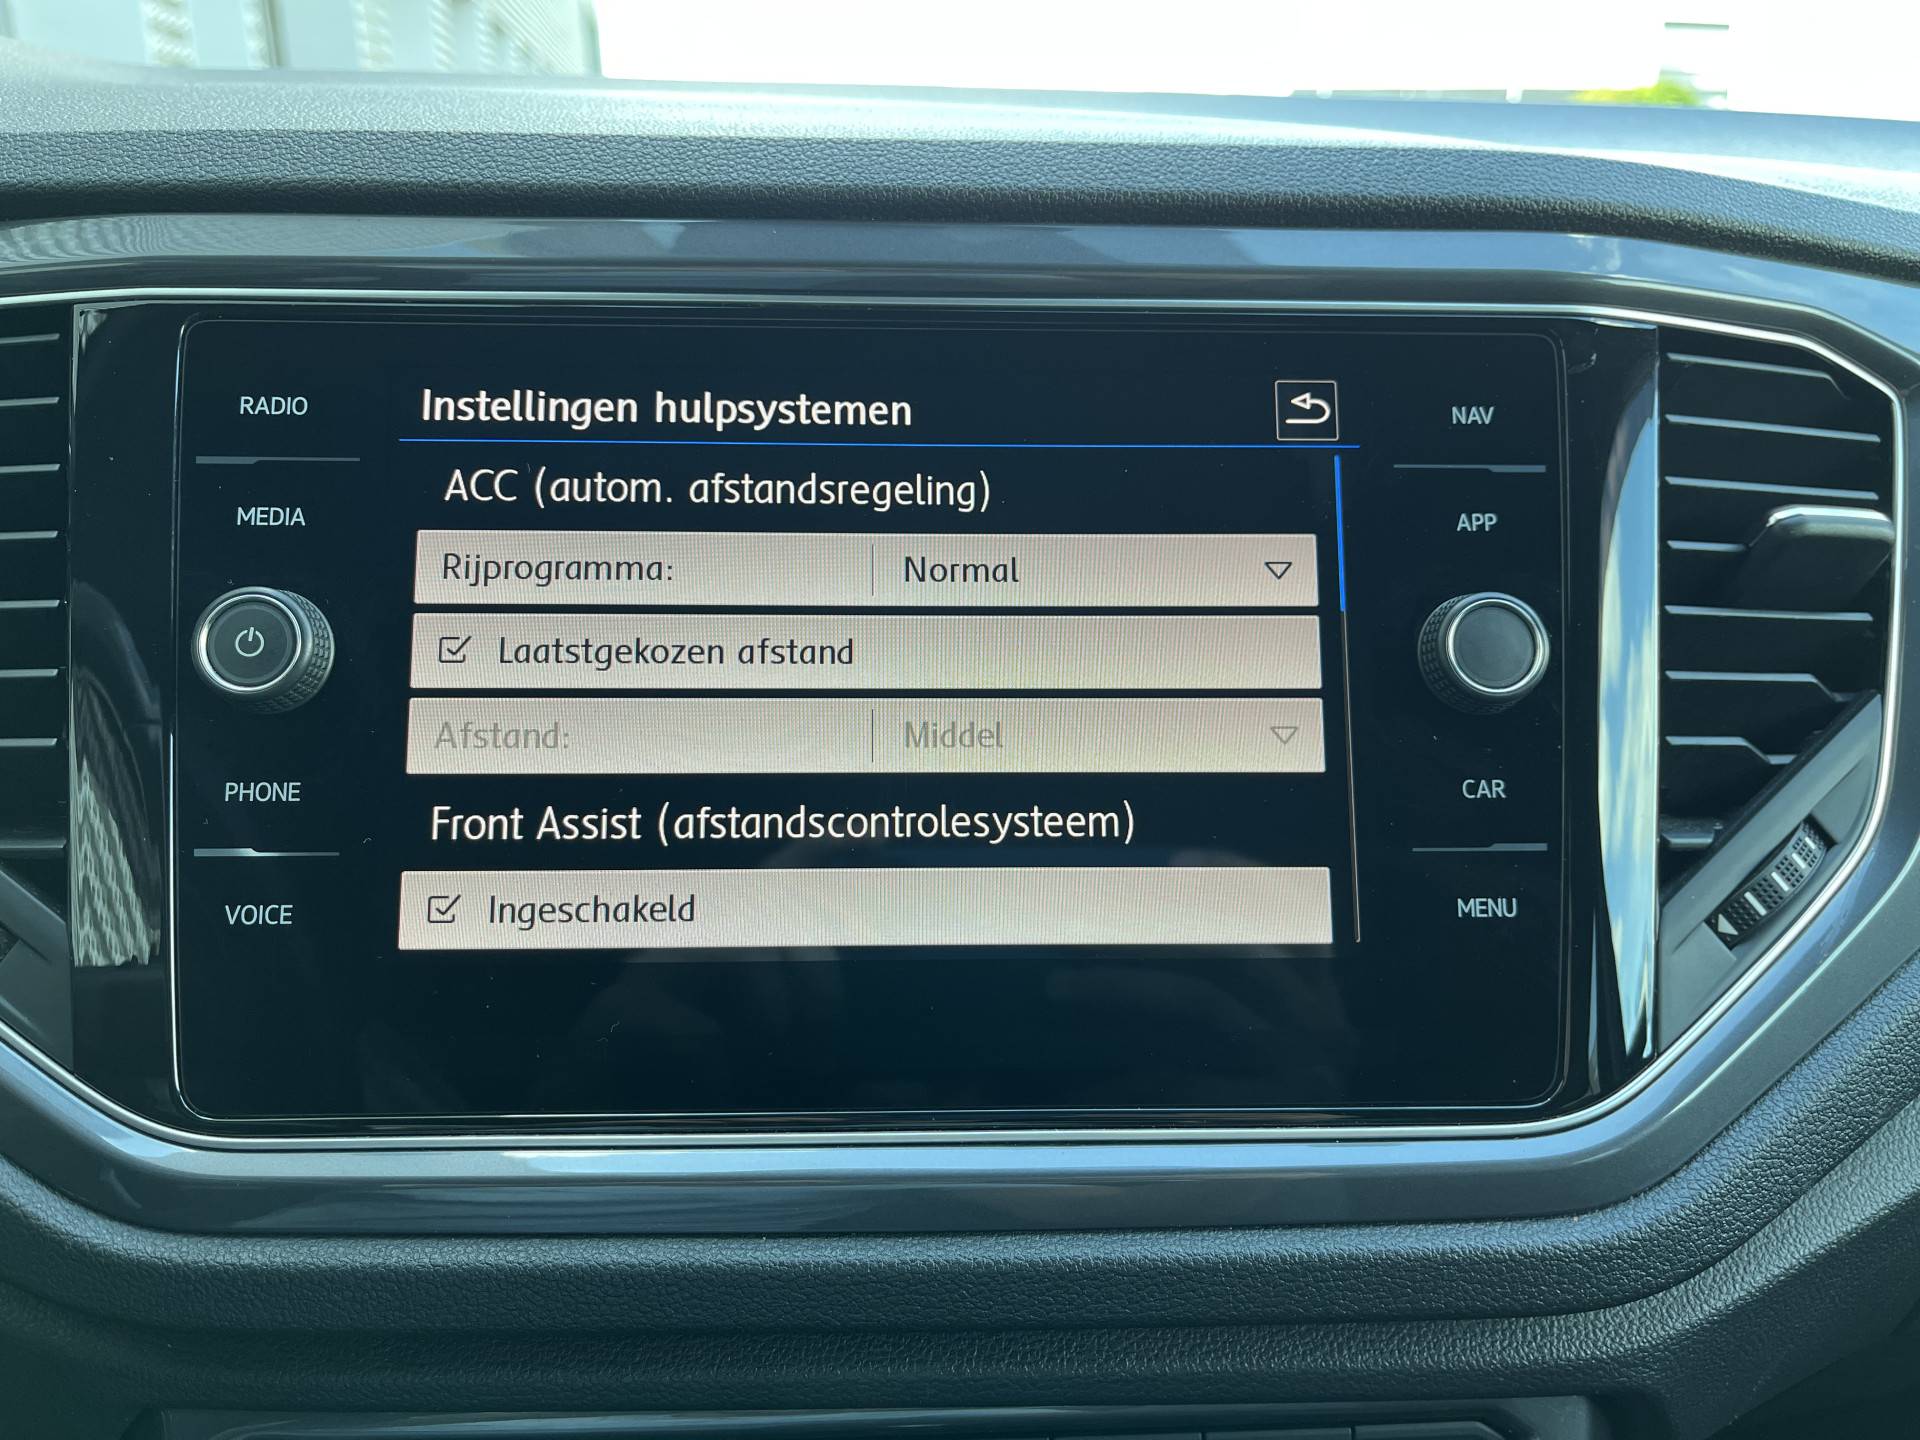 RADIO
MEDIA
PHONE
VOICE
Instellingen hulpsystemen
ACC (autom. afstandsregeling)
Rijprogramma: Normal
Laatstgekozen afstand
Afstand: Middel
Front Assist (afstandscontrolesysteem)
Ingeschakeld
NAV
APP
CAR
MENU